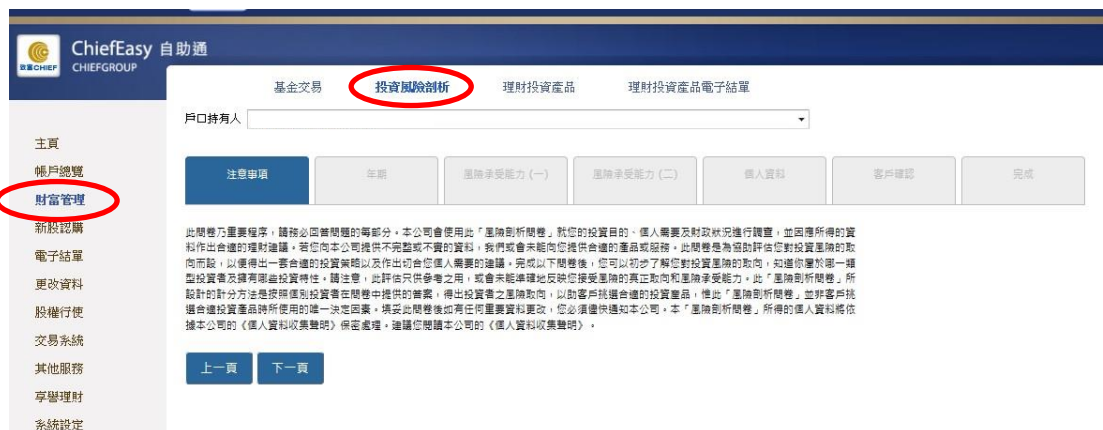 ChiefEasy 自助通
致富CHIEF
CHIEFGROUP
基金交易 投資風險剖析 理財投資產品 理財投資產品電子結單
戶口持有人
主頁
帳戶總覽
財富管理
新股認購
電子結單
更改資料
股權行使
交易系統
其他服務
享譽理財
系統設定
注意事項 年期 風險承受能力 (一) 風險承受能力 (二) 個人資料 客戶確認 完成
此問卷乃重要程序，請務必回答問題的每部分。本公司會使用此「風險剖析問卷」就您的投資目的、個人需要及財政狀況進行調查，並因應所得的資
料作出合適的理財建議。若您向本公司提供不完整或不實的資料，我們或會未能向您提供合適的產品或服務。此問卷是為協助評估您對投資風險的取
向而設，以便得出一套合適的投資策略以及作出切合您個人需要的建議。完成以下問卷後，您可以初步了解您對投資風險的取向，知道你屬於哪一類
型投資者及擁有哪些投資特性。請注意，此評估只供參考之用，或會未能準確地反映您接受風險的真正取向和風險承受能力。此「風險剖析問卷」所
設計的計分方法是按照個別投資者在問卷中提供的答案，得出投資者之風險取向，以助客戶挑選合適的投資產品，惟此「風險剖析問卷」並非客戶挑
選合適投資產品時所使用的唯一決定因素。填妥此問卷後如有任何重要資料更改，您必須儘快通知本公司。本「風險剖析問卷」所得的個人資料將依
據本公司的《個人資料收集聲明》保密處理。建議您閱讀本公司的《個人資料收集聲明》。
上一頁 下一頁